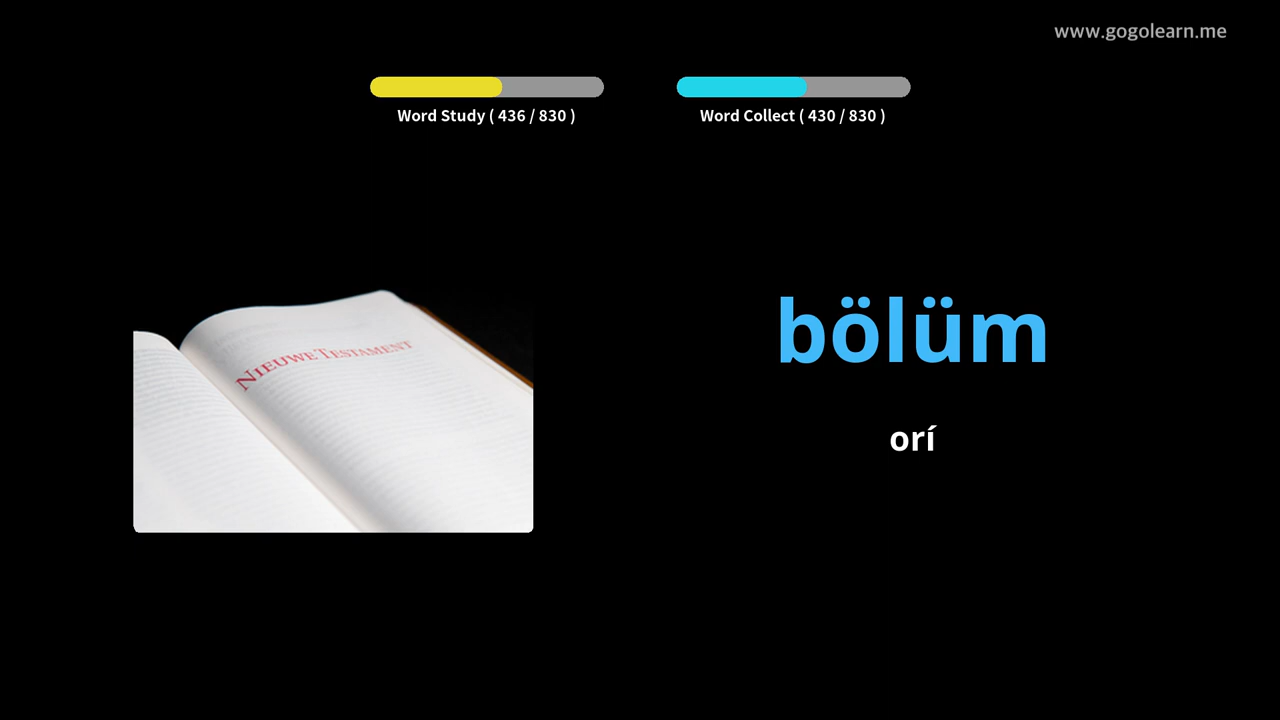 www.gogolearn.me
Word Study ( 436 / 830 )
Word Collect ( 430 / 830 )
NIEUWE TESTAMENT
bölüm
orí